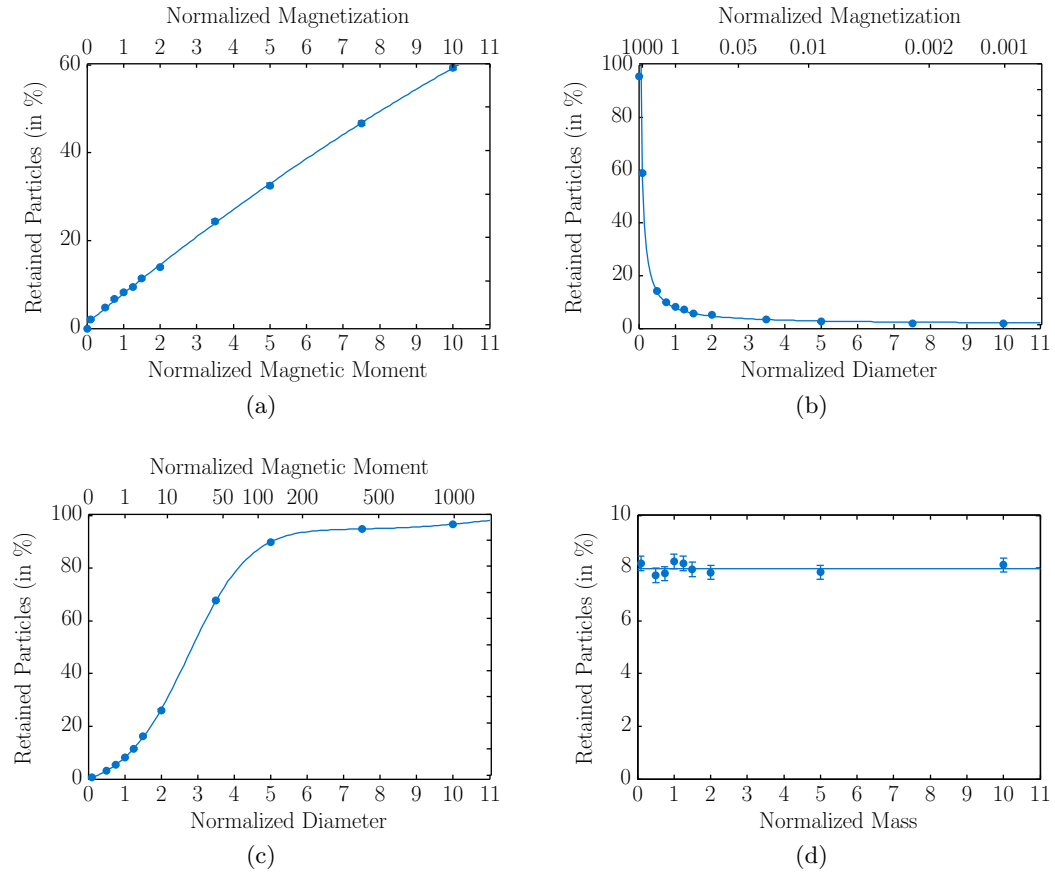 Normalized Magnetization
0 1 2 3 4 5 6 7 8 9 10 11
Retained Particles (in %)
60
40
20
0
0 1 2 3 4 5 6 7 8 9 10 11
Normalized Magnetic Moment
(a)
Normalized Magnetization
1000 1 0.05 0.01 0.002 0.001
Retained Particles (in %)
100
80
60
40
20
0
0 1 2 3 4 5 6 7 8 9 10 11
Normalized Diameter
(b)
Normalized Magnetic Moment
0 1 10 50 100 200 500 1000
Retained Particles (in %)
100
80
60
40
20
0
0 1 2 3 4 5 6 7 8 9 10 11
Normalized Diameter
(c)
Retained Particles (in %)
10
8
6
4
2
0
0 1 2 3 4 5 6 7 8 9 10 11
Normalized Mass
(d)